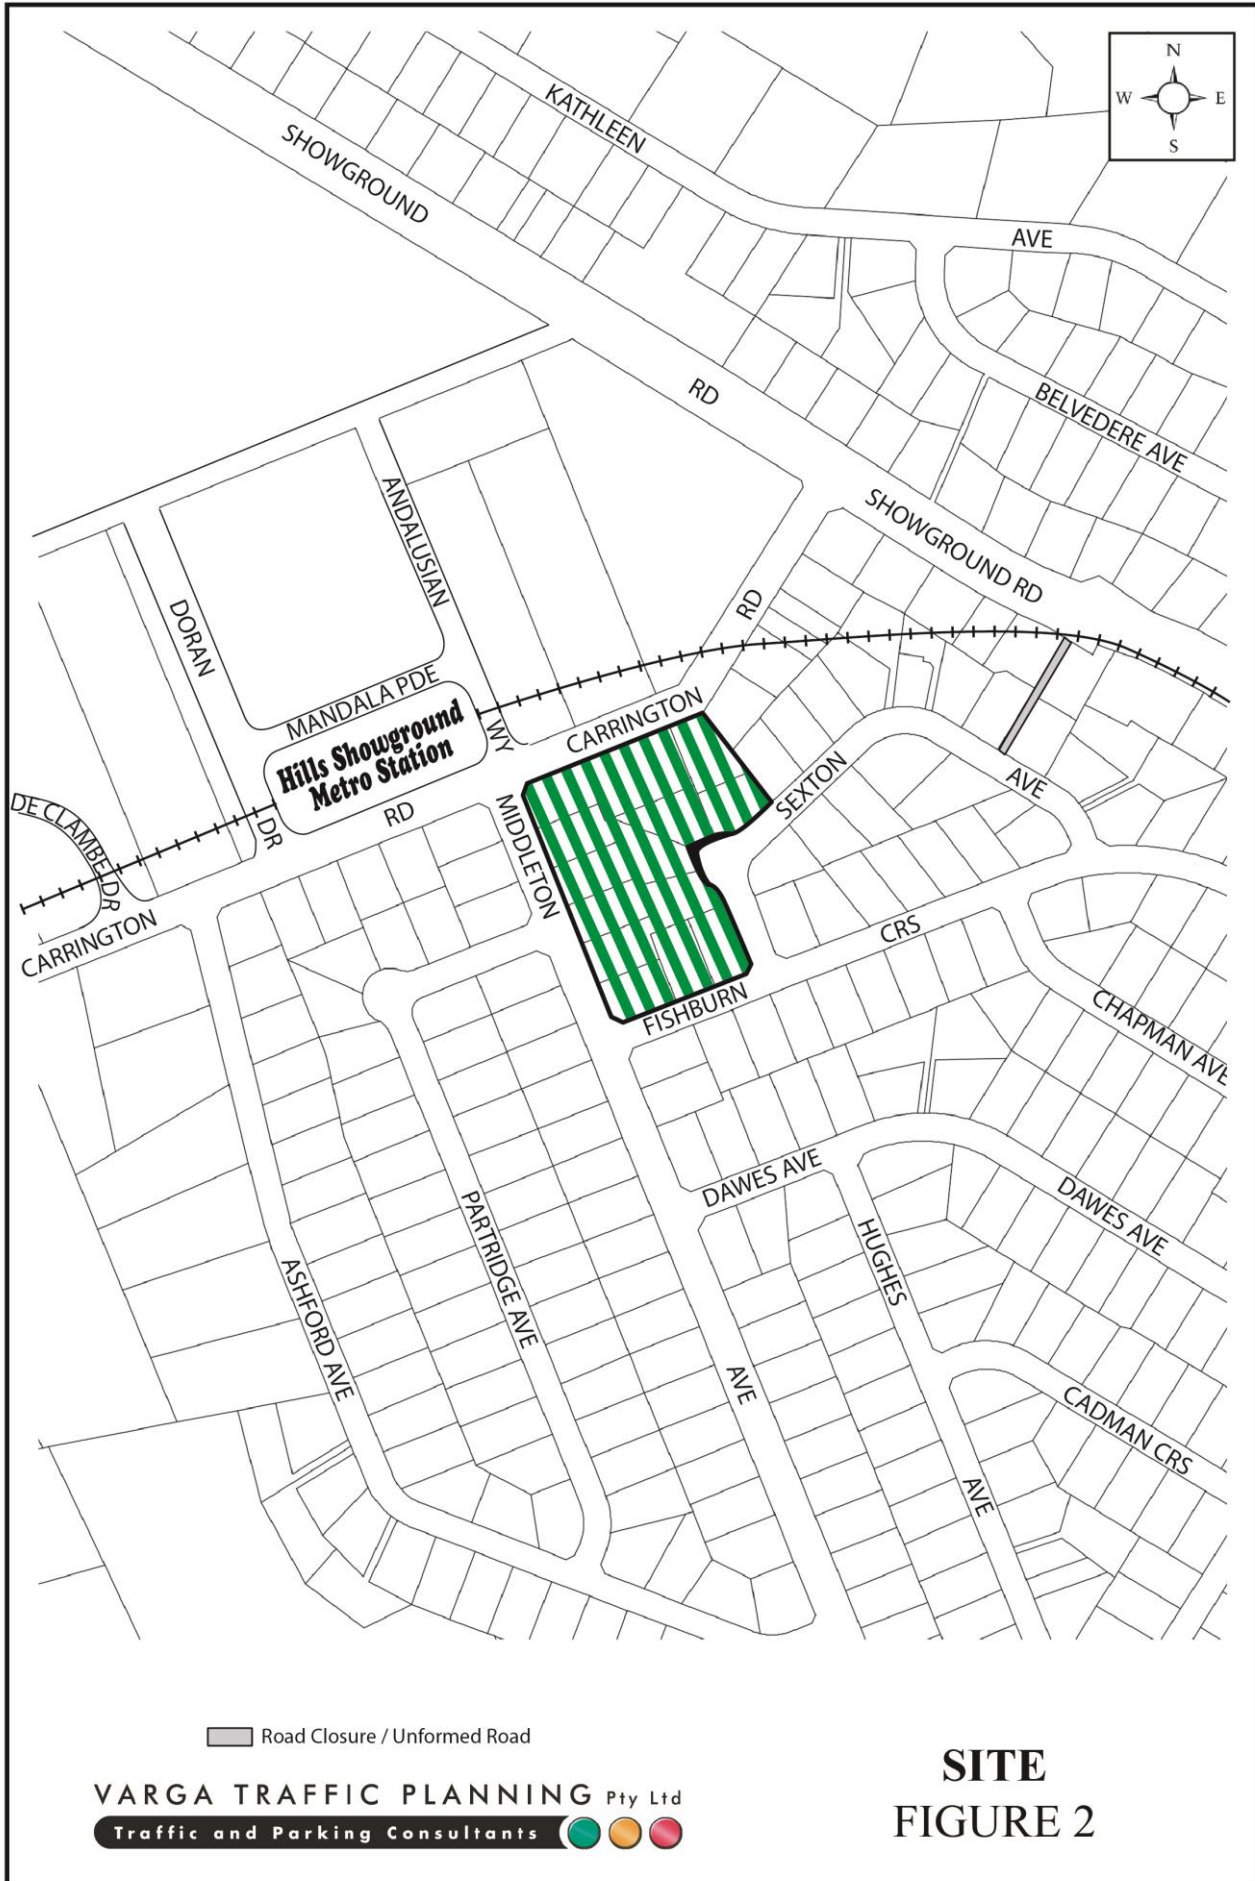 N
W E
S
KATHLEEN
AVE
SHOWGROUND
RD
BELVEDERE AVE
SHOWGROUND RD
ANDALUSIAN
WY
DORAN
DR
RD
MANDALA PDE
Hills Showground
Metro Station
CARRINGTON
RD
DE CLAMBE DR
CARRINGTON
MIDDLETON
SEXTON
AVE
CRS
FISHBURN
CHAPMAN AVE
DAWES AVE
DAWES AVE
PARTRIDGE AVE
HUGHES
ASHFORD AVE
AVE
CADMAN CRS
AVE
Road Closure / Unformed Road
VARGA TRAFFIC PLANNING Pty Ltd
Traffic and Parking Consultants
SITE
FIGURE 2